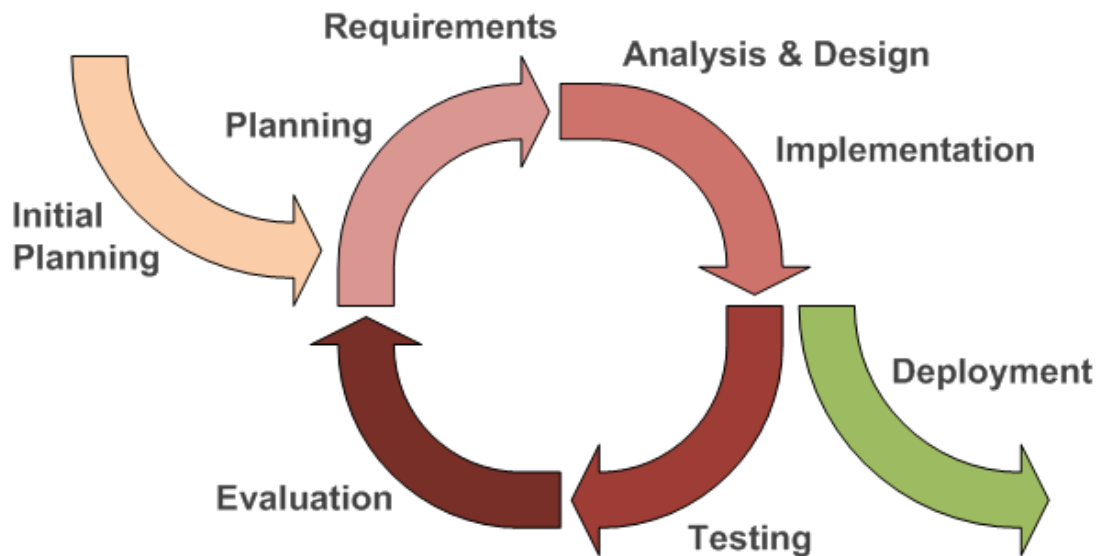 Requirements
Analysis & Design
Planning
Implementation
Initial
Planning
Deployment
Evaluation
Testing